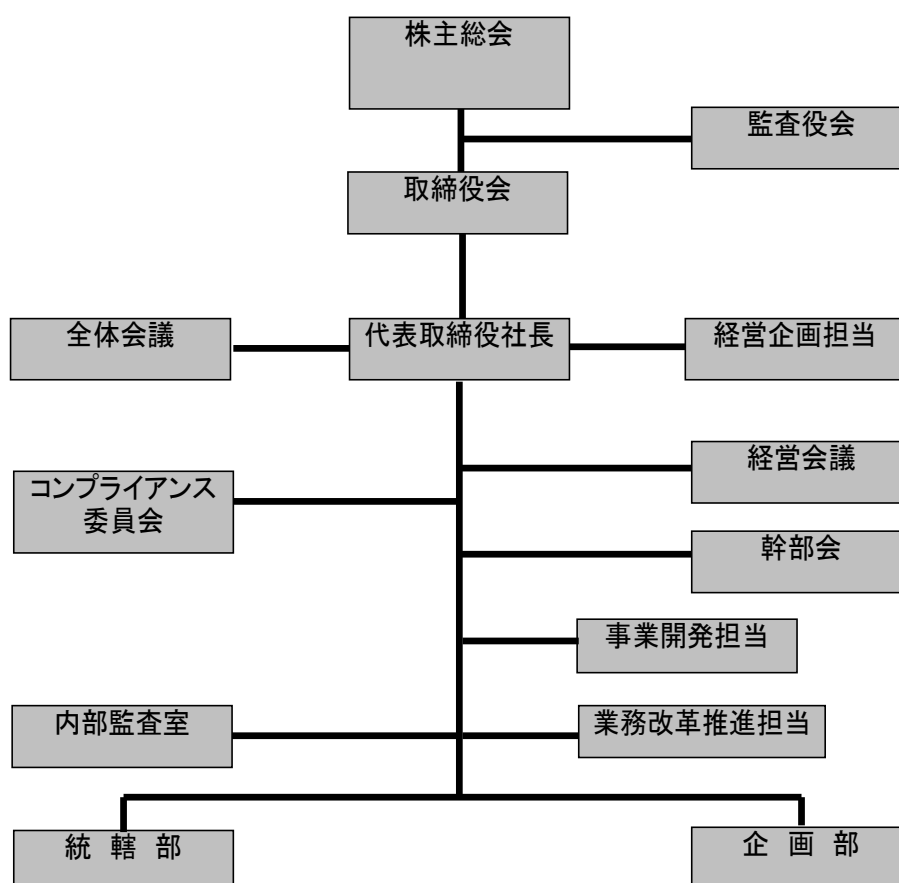 株主総会
監査役会
取締役会
全体会議
代表取締役社長
経営企画担当
経営会議
コンプライアンス
委員会
幹部会
事業開発担当
内部監査室
業務改革推進担当
統 轄 部
企 画 部